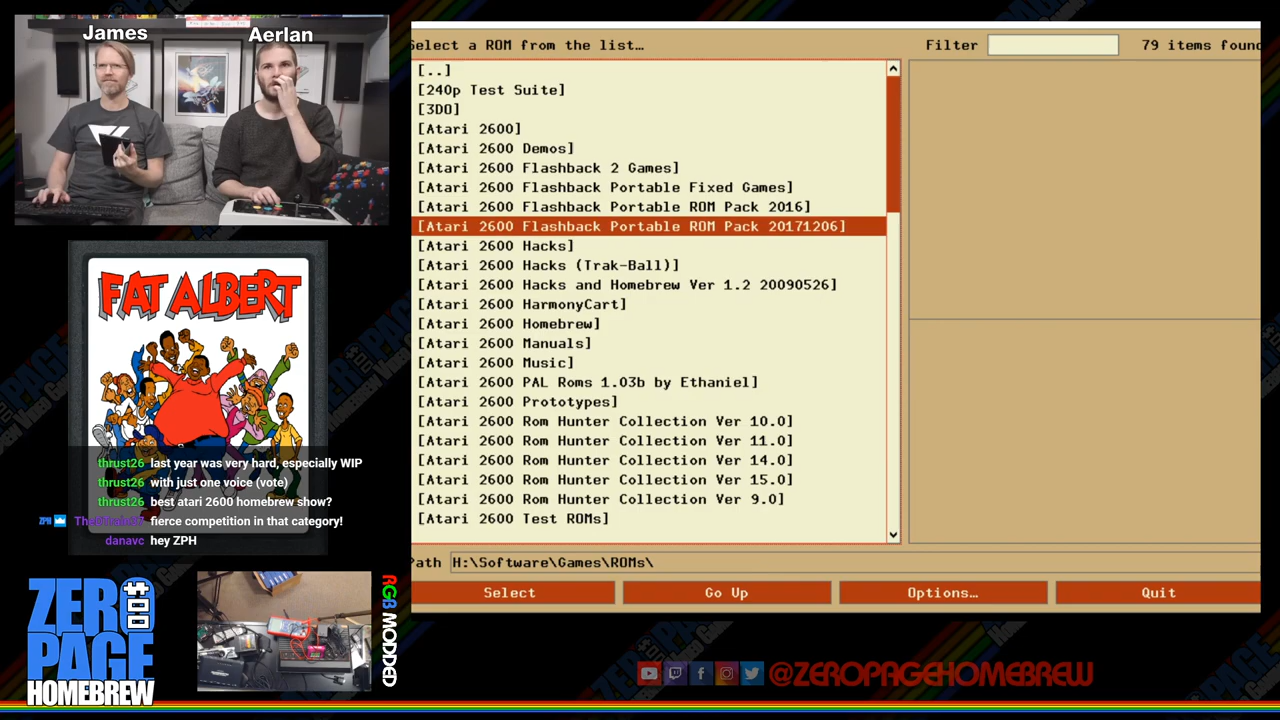 James
Aerlan
FAT ALBERT
thrust26 last year was very hard, especially WIP
thrust26 with just one voice (vote)
thrust26 best atari 2600 homebrew show?
fierce competition in that category!
danavc hey ZPH
ZERO
PAGE
HOMEBREW
RGB MODDED
Select a ROM from the list…
Filter
79 items found
[..]
[240p Test Suite]
[3DO]
[Atari 2600]
[Atari 2600 Demos]
[Atari 2600 Flashback 2 Games]
[Atari 2600 Flashback Portable Fixed Games]
[Atari 2600 Flashback Portable ROM Pack 2016]
[Atari 2600 Flashback Portable ROM Pack 20171206]
[Atari 2600 Hacks]
[Atari 2600 Hacks (Trak-Ball)]
[Atari 2600 Hacks and Homebrew Ver 1.2 20090526]
[Atari 2600 HarmonyCart]
[Atari 2600 Homebrew]
[Atari 2600 Manuals]
[Atari 2600 Music]
[Atari 2600 PAL Roms 1.03b by Ethaniel]
[Atari 2600 Prototypes]
[Atari 2600 Rom Hunter Collection Ver 10.0]
[Atari 2600 Rom Hunter Collection Ver 11.0]
[Atari 2600 Rom Hunter Collection Ver 14.0]
[Atari 2600 Rom Hunter Collection Ver 15.0]
[Atari 2600 Rom Hunter Collection Ver 9.0]
[Atari 2600 Test ROMs]
Path H:\Software\Games\ROMs\
Select
Go Up
Options…
Quit
@ZEROPAGEHOMEBREW